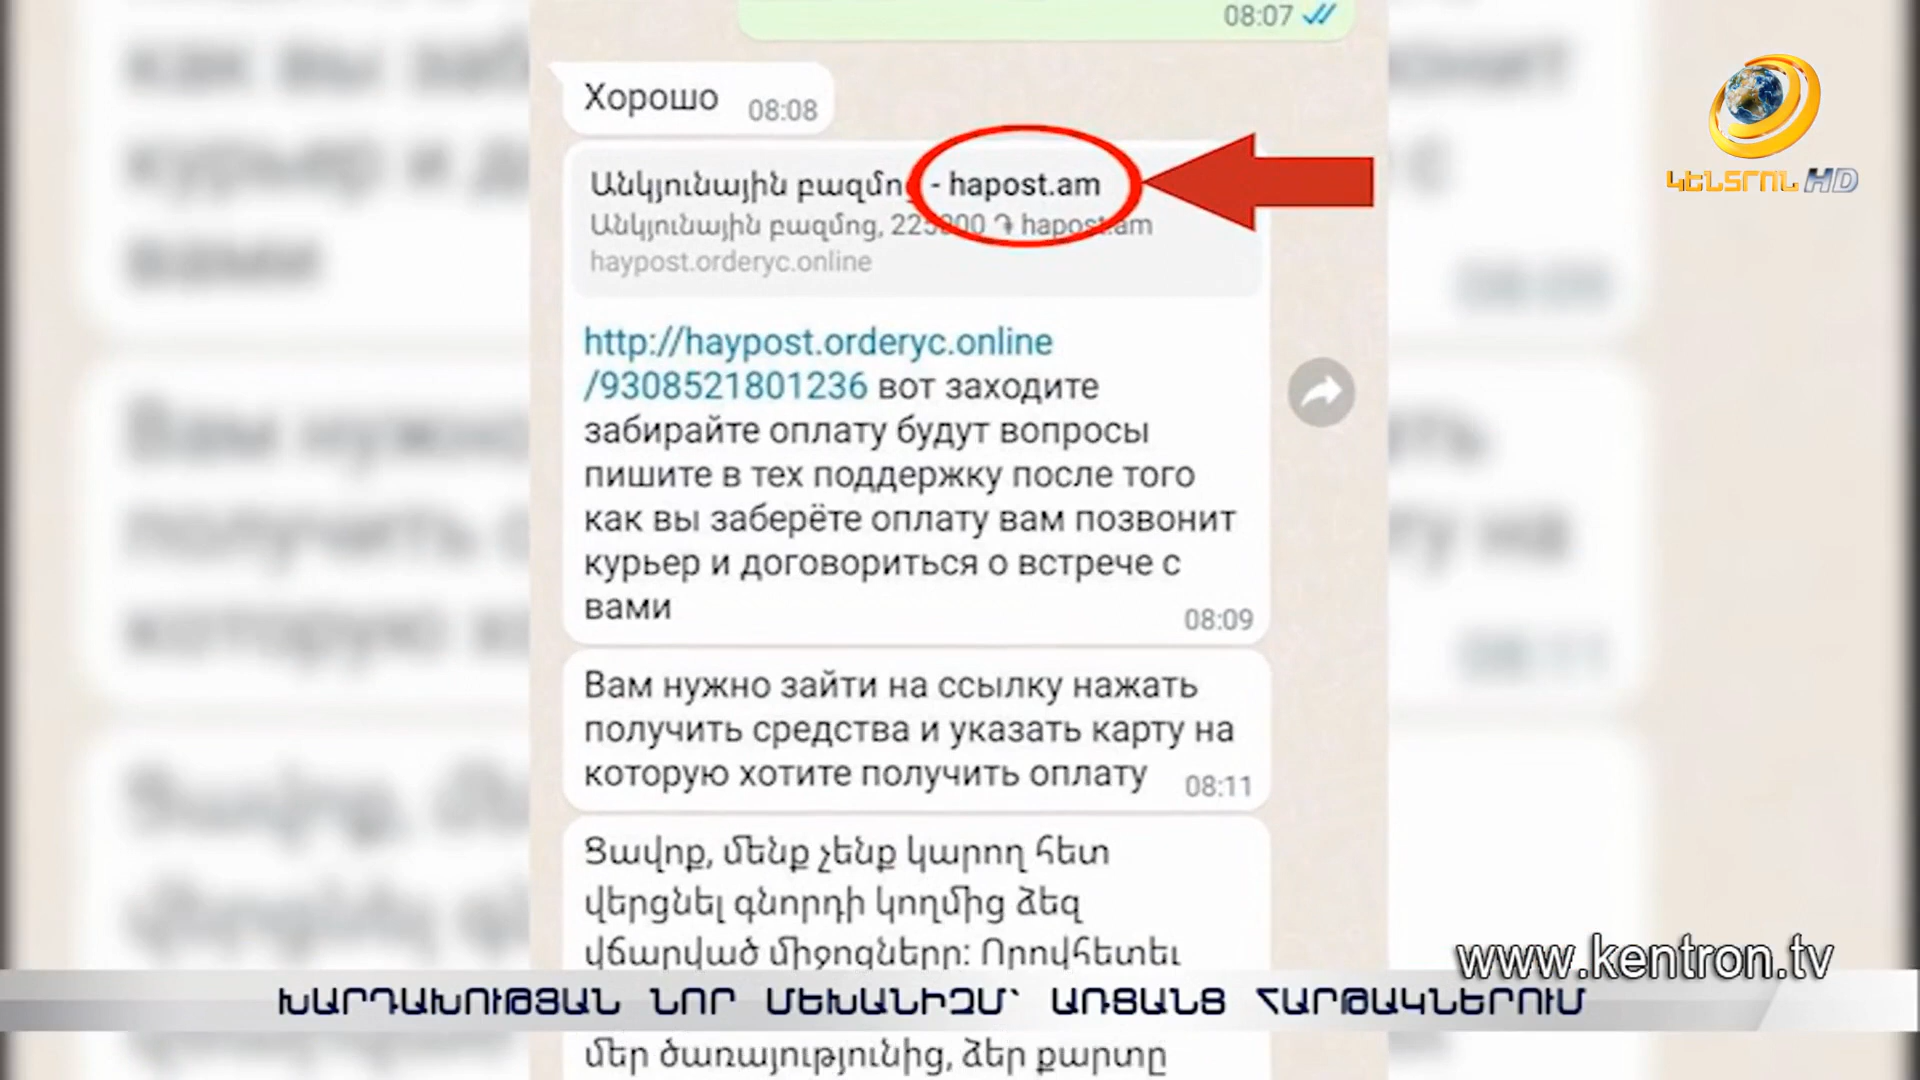 08:07
Хорошо 08:08
Անկյունային բազմո - hapost.am
Անկյունային բազմոց, 225000 ֏ hapost.am
haypost.orderyc.online
http://haypost.orderyc.online
/9308521801236 вот заходите
забирайте оплату будут вопросы
пишите в тех поддержку после того
как вы заберёте оплату вам позвонит
курьер и договориться о встрече с
вами
08:09
Вам нужно зайти на ссылку нажать
получить средства и указать карту на
которую хотите получить оплату 08:11
Ցավոք, մենք չենք կարող հետ
վերցնել գնորդի կողմից ձեզ
վճարված միջոցները: Որովհետեւ
մեր ծառայությունից, ձեր քարտը
ԿԵՆՏՐՈՆ HD
www.kentron.tv
ԽԱՐԴԱԽՈՒԹՅԱՆ ՆՈՐ ՄԵԽԱՆԻԶՄ՝ ԱՌՑԱՆՑ ՀԱՐԹԱԿՆԵՐՈՒՄ